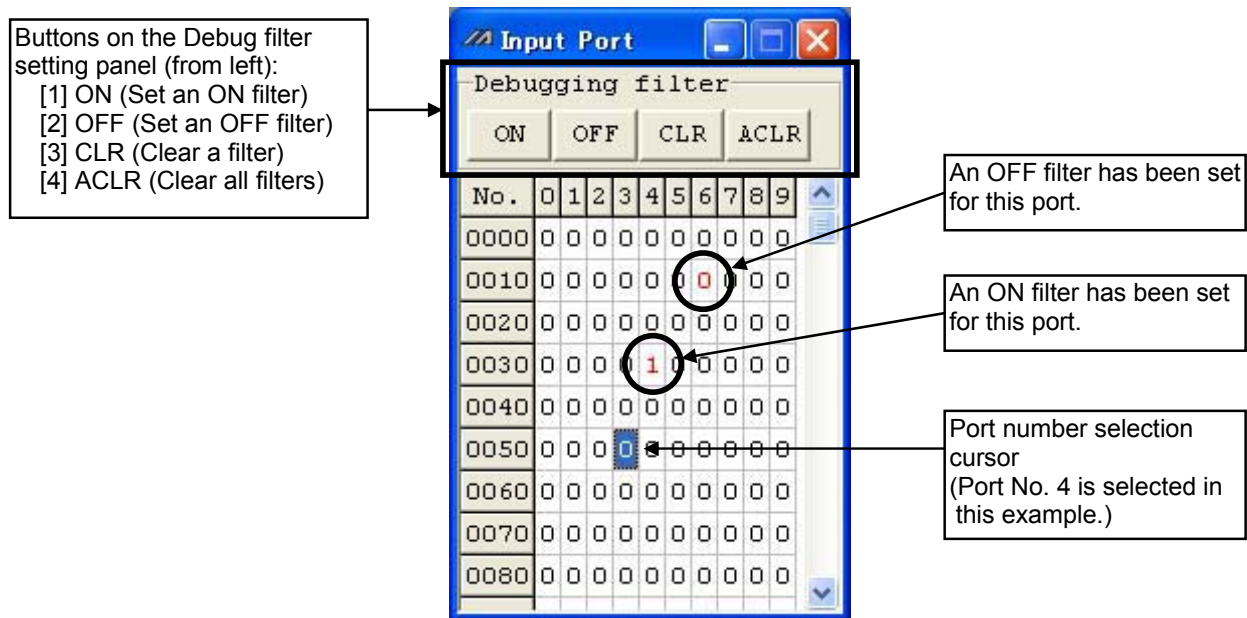 Buttons on the Debug filter
setting panel (from left):
[1] ON (Set an ON filter)
[2] OFF (Set an OFF filter)
[3] CLR (Clear a filter)
[4] ACLR (Clear all filters)
Input Port
Debugging filter
ON OFF CLR ACLR
No. 0 1 2 3 4 5 6 7 8 9
0000 0 0 0 0 0 0 0 0 0 0
0010 0 0 0 0 0 0 0 0 0 0
0020 0 0 0 0 0 0 0 0 0 0
0030 0 0 0 0 1 0 0 0 0 0
0040 0 0 0 0 0 0 0 0 0 0
0050 0 0 0 0 0 0 0 0 0 0
0060 0 0 0 0 0 0 0 0 0 0
0070 0 0 0 0 0 0 0 0 0 0
0080 0 0 0 0 0 0 0 0 0 0
An OFF filter has been set
for this port.
An ON filter has been set
for this port.
Port number selection
cursor
(Port No. 4 is selected in
this example.)